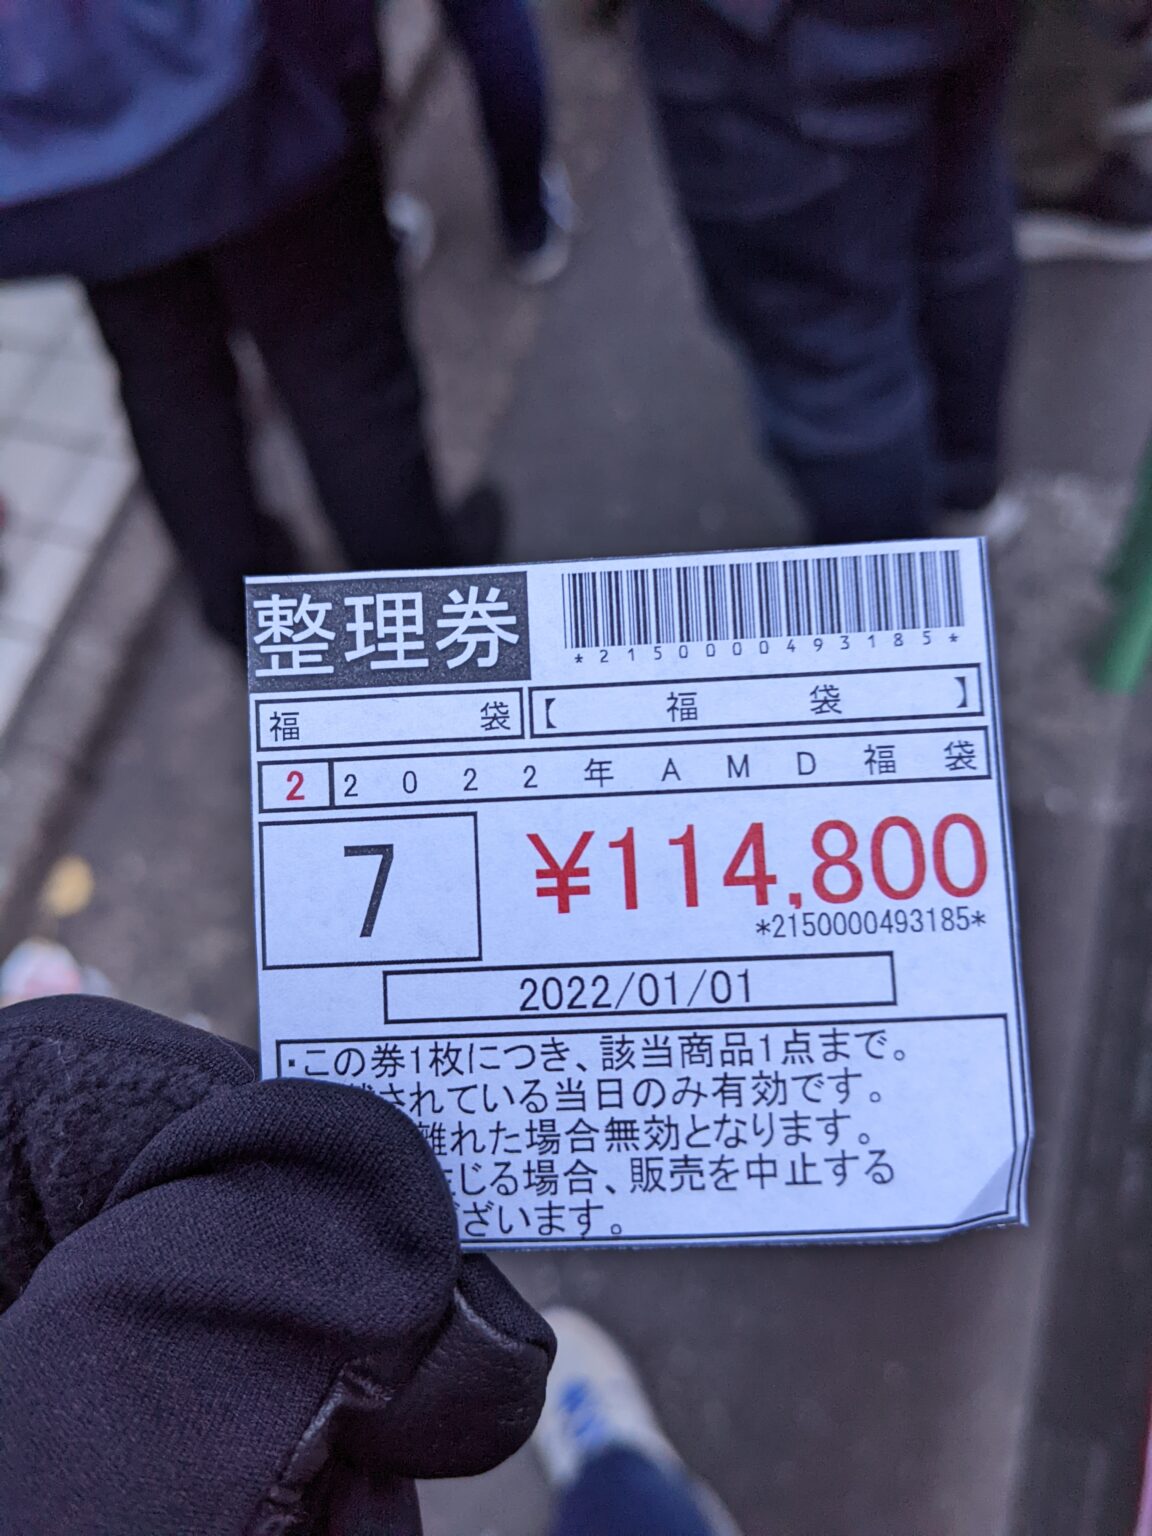 整理券
*2150000493185*
福袋
【福袋】
2 2022年AMD福袋
7
¥114,800
*2150000493185*
2022/01/01
・この券1枚につき、該当商品1点まで。
されている当日のみ有効です。
離れた場合無効となります。
じる場合、販売を中止する
ざいます。